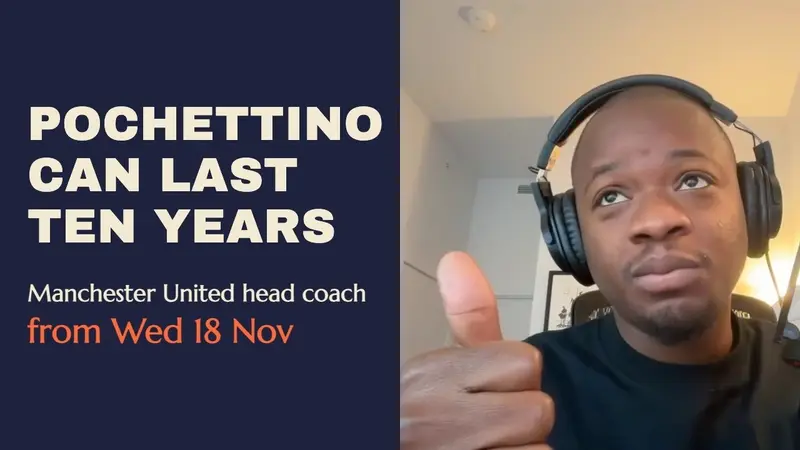 POCHETTINO
CAN LAST
TEN YEARS
Manchester United head coach
from Wed 18 Nov